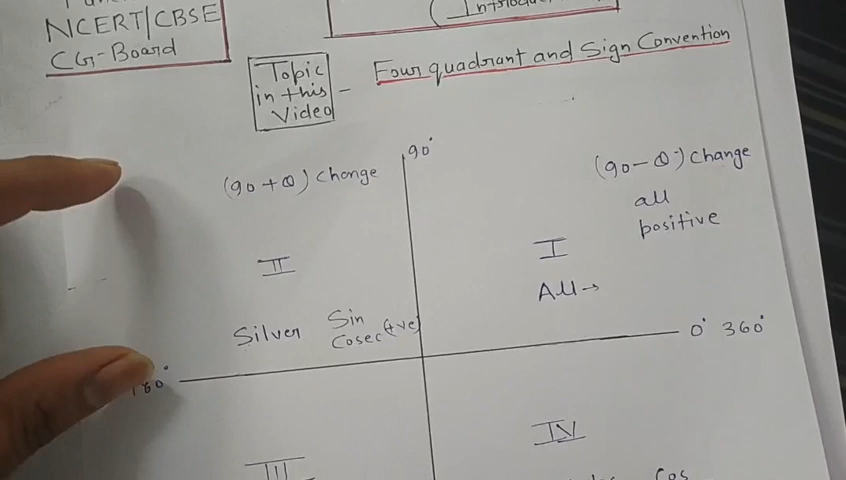 NCERT/CBSE
CG-Board
Topic
in this
Video
- Four quadrant and Sign Convention
90°
(90+θ) Change
(90-θ) Change
all
positive
II
I
All→
Silver
Sin
Cosec (+ve)
0° 360°
180°
IV
III
Cos